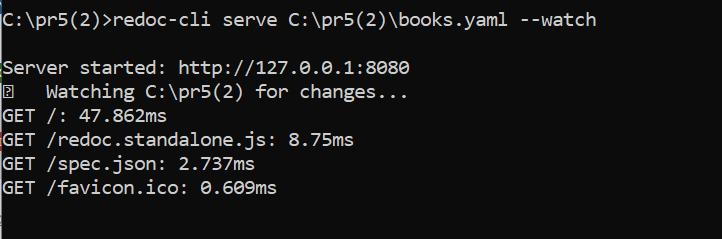 C:\pr5(2)>redoc-cli serve C:\pr5(2)\books.yaml --watch
Server started: http://127.0.0.1:8080
Watching C:\pr5(2) for changes...
GET /: 47.862ms
GET /redoc.standalone.js: 8.75ms
GET /spec.json: 2.737ms
GET /favicon.ico: 0.609ms